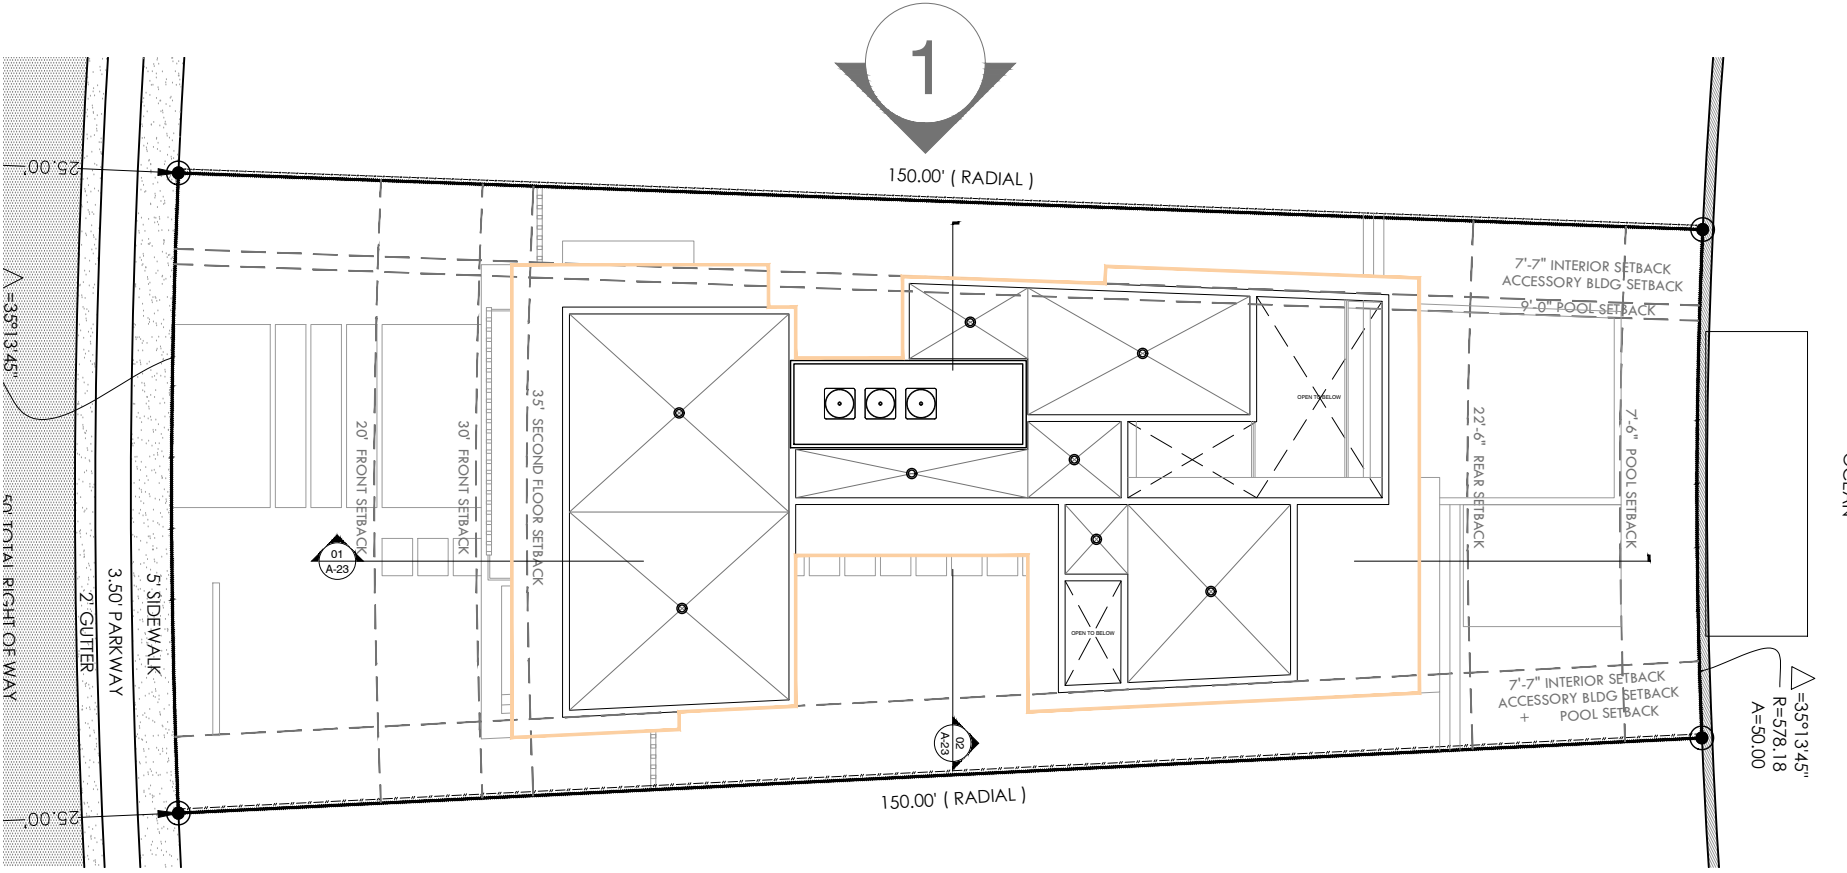 1
150.00' ( RADIAL )
25.00'
=35°13'45"
7'-7" INTERIOR SETBACK
ACCESSORY BLDG SETBACK
9'-0" POOL SETBACK
20' FRONT SETBACK
30' FRONT SETBACK
35' SECOND FLOOR SETBACK
OPEN TO BELOW
22'-6" REAR SETBACK
7'-6" POOL SETBACK
01
A-23
50' TOTAL RIGHT OF WAY
2' GUTTER
3.50' PARKWAY
5' SIDEWALK
OPEN TO BELOW
7'-7" INTERIOR SETBACK
ACCESSORY BLDG SETBACK
+ POOL SETBACK
=35°13'45"
R=578.18
A=50.00
02
A-23
150.00' ( RADIAL )
25.00'